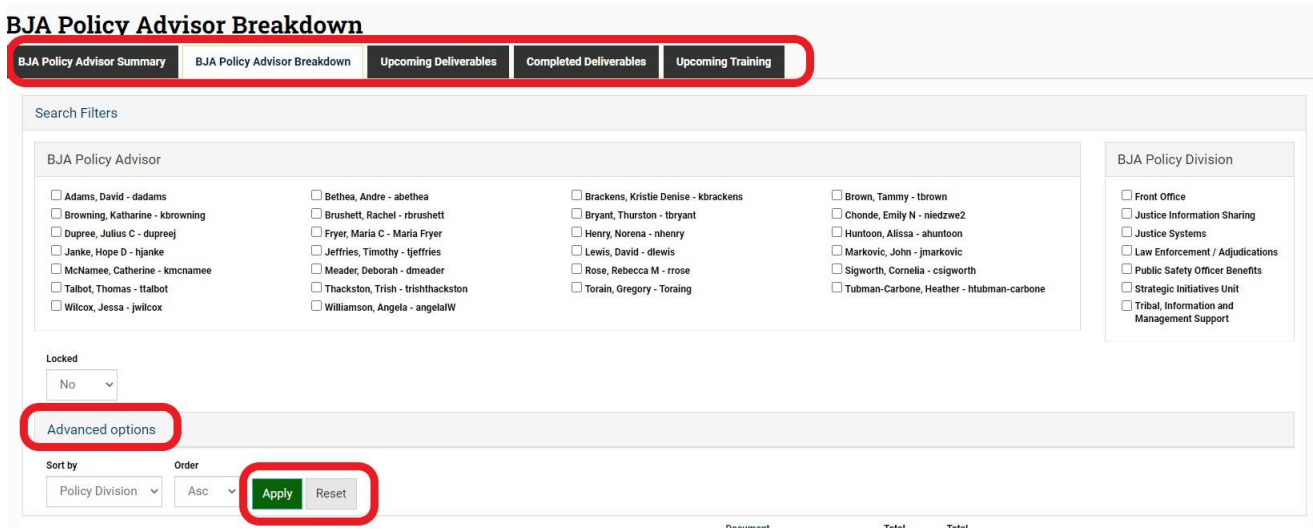 BJA Policy Advisor Breakdown
BJA Policy Advisor Summary BJA Policy Advisor Breakdown Upcoming Deliverables Completed Deliverables Upcoming Training
Search Filters
BJA Policy Advisor BJA Policy Division
Adams, David - dadams Bethea, Andre - abethea Brackens, Kristie Denise - kbrackens Brown, Tammy - tbrown Front Office
Browning, Katharine - kbrowning Brushett, Rachel - rbrushett Bryant, Thurston - tbryant Chonde, Emily N - niedzwe2 Justice Information Sharing
Dupree, Julius C - dupreej Fryer, Maria C - Maria Fryer Henry, Norena - nhenry Huntoon, Alissa - ahuntoon Justice Systems
Janke, Hope D - hjanke Jeffries, Timothy - tjeffries Lewis, David - dlewis Markovic, John - jmarkovic Law Enforcement / Adjudications
McNamee, Catherine - kmcnamee Meader, Deborah - dmeader Rose, Rebecca M - rrose Sigworth, Cornelia - csigworth Public Safety Officer Benefits
Talbot, Thomas - ttalbot Thackston, Trish - trishthackston Torain, Gregory - Toraing Tubman-Carbone, Heather - htubman-carbone Strategic Initiatives Unit
Wilcox, Jessa - jwilcox Williamson, Angela - angelaIW Tribal, Information and
Management Support
Locked
No
Advanced options
Sort by Order
Policy Division Asc Apply Reset
Document Total Total